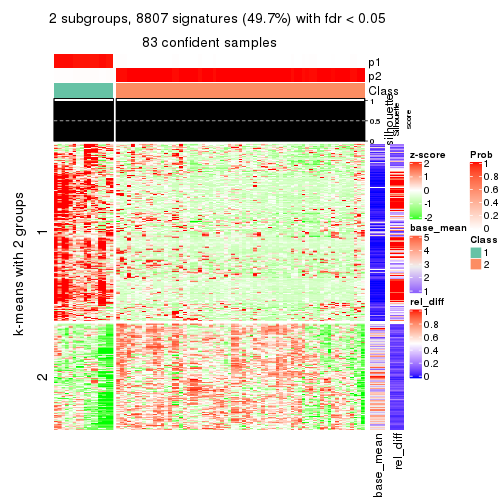 2 subgroups, 8807 signatures (49.7%) with fdr < 0.05
83 confident samples
p1
p2
Class
1
0.5
0
silhouette
Silhouette
score
k-means with 2 groups
1
2
base_mean
rel_diff
z-score
2
1
0
-1
-2
base_mean
5
4
3
2
1
rel_diff
1
0.8
0.6
0.4
0.2
0
Prob
1
0.8
0.6
0.4
0.2
0
Class
1
2